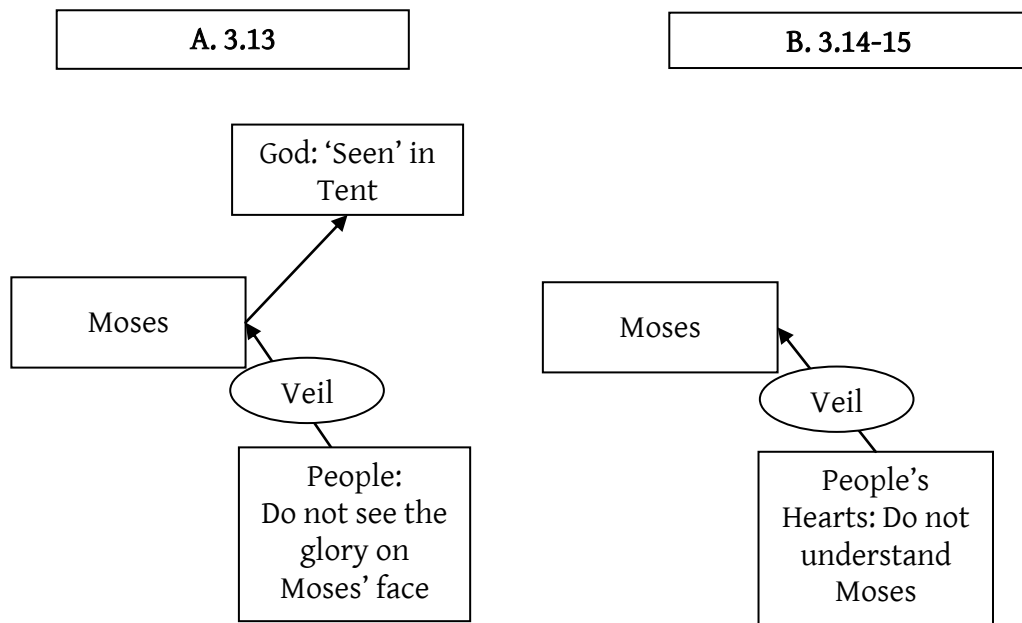 A. 3.13
B. 3.14-15
God: ‘Seen’ in
Tent
Moses
Veil
People:
Do not see the
glory on
Moses’ face
Moses
Veil
People’s
Hearts: Do not
understand
Moses